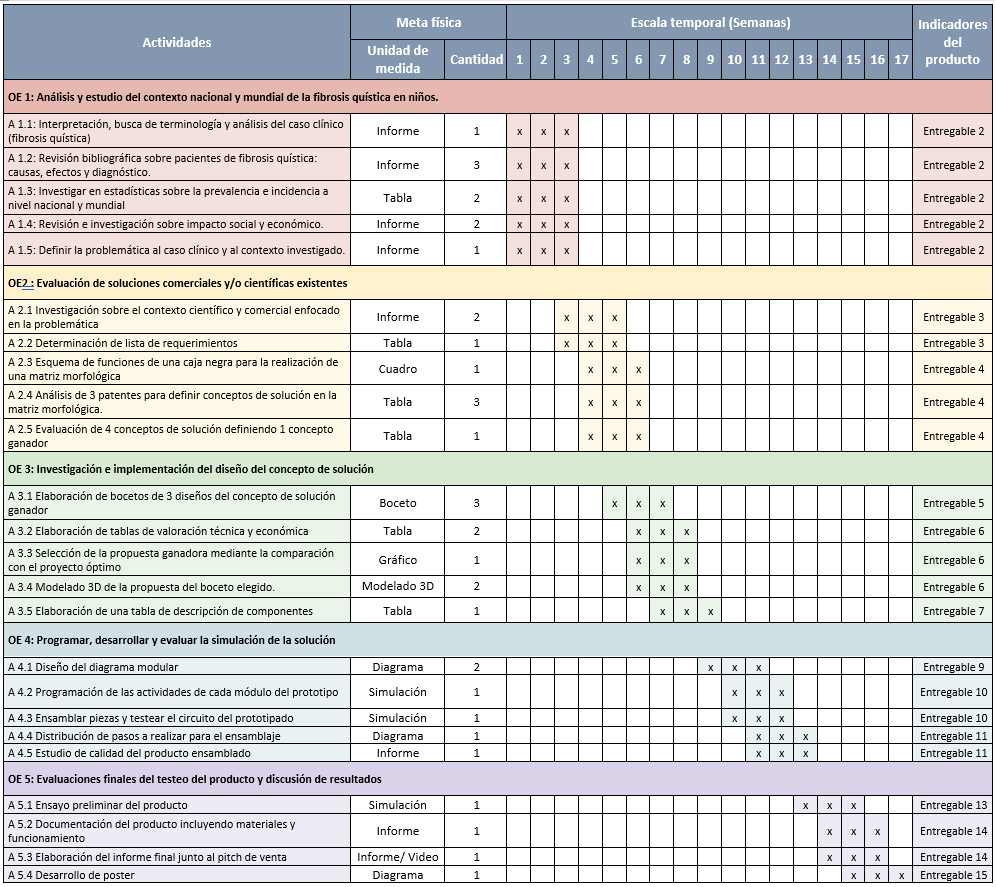 Actividades Meta física Escala temporal (Semanas) Indicadores del producto
Unidad de medida Cantidad 1 2 3 4 5 6 7 8 9 10 11 12 13 14 15 16 17
OE 1: Análisis y estudio del contexto nacional y mundial de la fibrosis quística en niños.
A 1.1: Interpretación, busca de terminología y análisis del caso clínico
(fibrosis quística) Informe 1 x x x Entregable 2
A 1.2: Revisión bibliográfica sobre pacientes de fibrosis quística:
causas, efectos y diagnóstico. Informe 3 x x x Entregable 2
A 1.3: Investigar en estadísticas sobre la prevalencia e incidencia a
nivel nacional y mundial Tabla 2 x x x Entregable 2
A 1.4: Revisión e investigación sobre impacto social y económico. Informe 2 x x x Entregable 2
A 1.5: Definir la problemática al caso clínico y al contexto investigado. Informe 1 x x x Entregable 2
OE2 : Evaluación de soluciones comerciales y/o científicas existentes
A 2.1 Investigación sobre el contexto científico y comercial enfocado
en la problemática Informe 2 x x x Entregable 3
A 2.2 Determinación de lista de requerimientos Tabla 1 x x x Entregable 3
A 2.3 Esquema de funciones de una caja negra para la realización de
una matriz morfológica Cuadro 1 x x x Entregable 4
A 2.4 Análisis de 3 patentes para definir conceptos de solución en la
matriz morfológica. Tabla 3 x x x Entregable 4
A 2.5 Evaluación de 4 conceptos de solución definiendo 1 concepto
ganador Tabla 1 x x x Entregable 4
OE 3: Investigación e implementación del diseño del concepto de solución
A 3.1 Elaboración de bocetos de 3 diseños del concepto de solución
ganador Boceto 3 x x x Entregable 5
A 3.2 Elaboración de tablas de valoración técnica y económica Tabla 2 x x x Entregable 6
A 3.3 Selección de la propuesta ganadora mediante la comparación
con el proyecto óptimo Gráfico 1 x x x Entregable 6
A 3.4 Modelado 3D de la propuesta del boceto elegido. Modelado 3D 2 x x x Entregable 6
A 3.5 Elaboración de una tabla de descripción de componentes Tabla 1 x x x Entregable 7
OE 4: Programar, desarrollar y evaluar la simulación de la solución
A 4.1 Diseño del diagrama modular Diagrama 2 x x x Entregable 9
A 4.2 Programación de las actividades de cada módulo del prototipo Simulación 1 x x x Entregable 10
A 4.3 Ensamblar piezas y testear el circuito del prototipado Simulación 1 x x x Entregable 10
A 4.4 Distribución de pasos a realizar para el ensamblaje Diagrama 1 x x x Entregable 11
A 4.5 Estudio de calidad del producto ensamblado Informe 1 x x x Entregable 11
OE 5: Evaluaciones finales del testeo del producto y discusión de resultados
A 5.1 Ensayo preliminar del producto Simulación 1 x x x Entregable 13
A 5.2 Documentación del producto incluyendo materiales y
funcionamiento Informe 1 x x x Entregable 14
A 5.3 Elaboración del informe final junto al pitch de venta Informe/ Video 1 x x x Entregable 14
A 5.4 Desarrollo de poster Diagrama 1 x x x Entregable 15